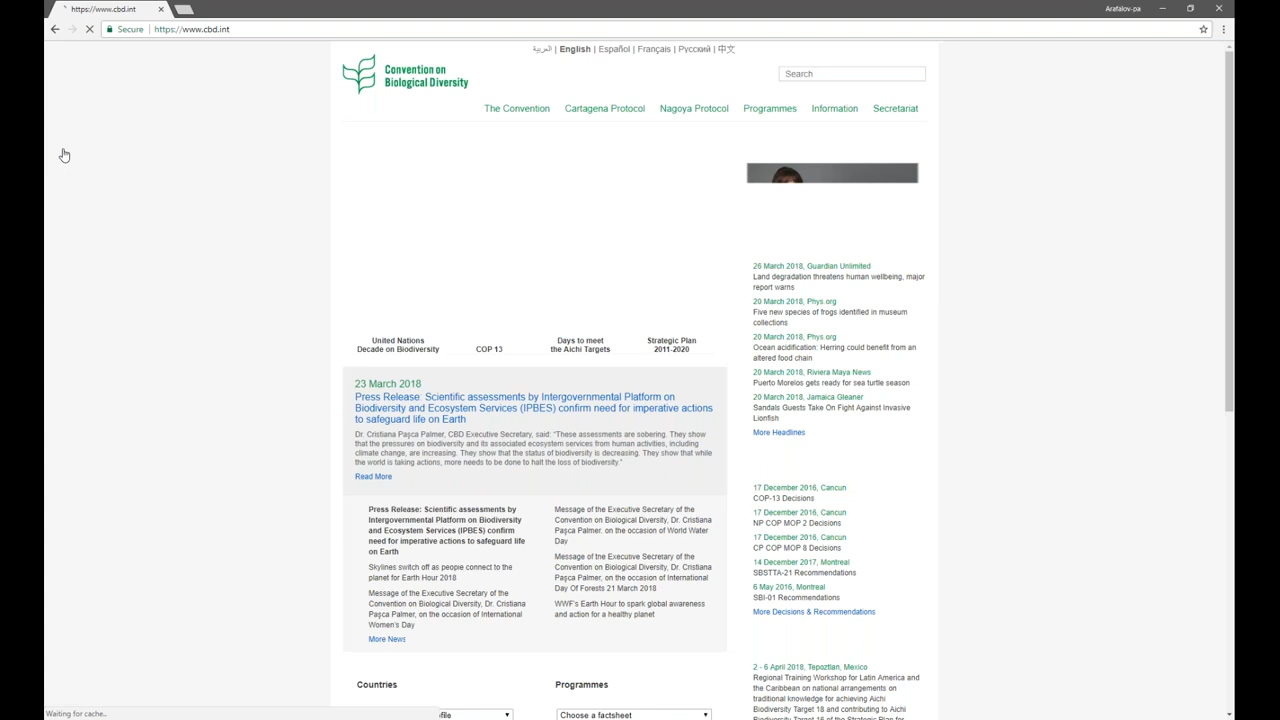 https://www.cbd.int
Arafalov-pa
Secure
https://www.cbd.int
العربية | English | Español | Français | Русский | 中文
Convention on
Biological Diversity
Search
The Convention
Cartagena Protocol
Nagoya Protocol
Programmes
Information
Secretariat
United Nations
Decade on Biodiversity
COP 13
Days to meet
the Aichi Targets
Strategic Plan
2011-2020
23 March 2018
Press Release: Scientific assessments by Intergovernmental Platform on
Biodiversity and Ecosystem Services (IPBES) confirm need for imperative actions
to safeguard life on Earth
Dr. Cristiana Paşca Palmer, CBD Executive Secretary, said: "These assessments are sobering. They show
that the pressures on biodiversity and its associated ecosystem services from human activities, including
climate change, are increasing. They show that the status of biodiversity is decreasing. They show that while
the world is taking actions, more needs to be done to halt the loss of biodiversity."
Read More
Press Release: Scientific assessments by
Intergovernmental Platform on Biodiversity
and Ecosystem Services (IPBES) confirm
need for imperative actions to safeguard life
on Earth
Skylines switch off as people connect to the
planet for Earth Hour 2018
Message of the Executive Secretary of the
Convention on Biological Diversity, Dr. Cristiana
Paşca Palmer, on the occasion of International
Women's Day
More News
Message of the Executive Secretary of the
Convention on Biological Diversity, Dr. Cristiana
Paşca Palmer. on the occasion of World Water
Day
Message of the Executive Secretary of the
Convention on Biological Diversity, Dr. Cristiana
Paşca Palmer, on the occasion of International
Day Of Forests 21 March 2018
WWF's Earth Hour to spark global awareness
and action for a healthy planet
26 March 2018, Guardian Unlimited
Land degradation threatens human wellbeing, major
report warns
20 March 2018, Phys.org
Five new species of frogs identified in museum
collections
20 March 2018, Phys.org
Ocean acidification: Herring could benefit from an
altered food chain
20 March 2018, Riviera Maya News
Puerto Morelos gets ready for sea turtle season
20 March 2018, Jamaica Gleaner
Sandals Guests Take On Fight Against Invasive
Lionfish
More Headlines
17 December 2016, Cancun
COP-13 Decisions
17 December 2016, Cancun
NP COP MOP 2 Decisions
17 December 2016, Cancun
CP COP MOP 8 Decisions
14 December 2017, Montreal
SBSTTA-21 Recommendations
6 May 2016, Montreal
SBI-01 Recommendations
More Decisions & Recommendations
2 - 6 April 2018, Tepoztlan, Mexico
Regional Training Workshop for Latin America and
the Caribbean on national arrangements on
traditional knowledge for achieving Aichi
Biodiversity Target 18 and contributing to Aichi
Biodiversity Target 16 of the Strategic Plan for
Countries
Programmes
ofile
Choose a factsheet
Waiting for cache..